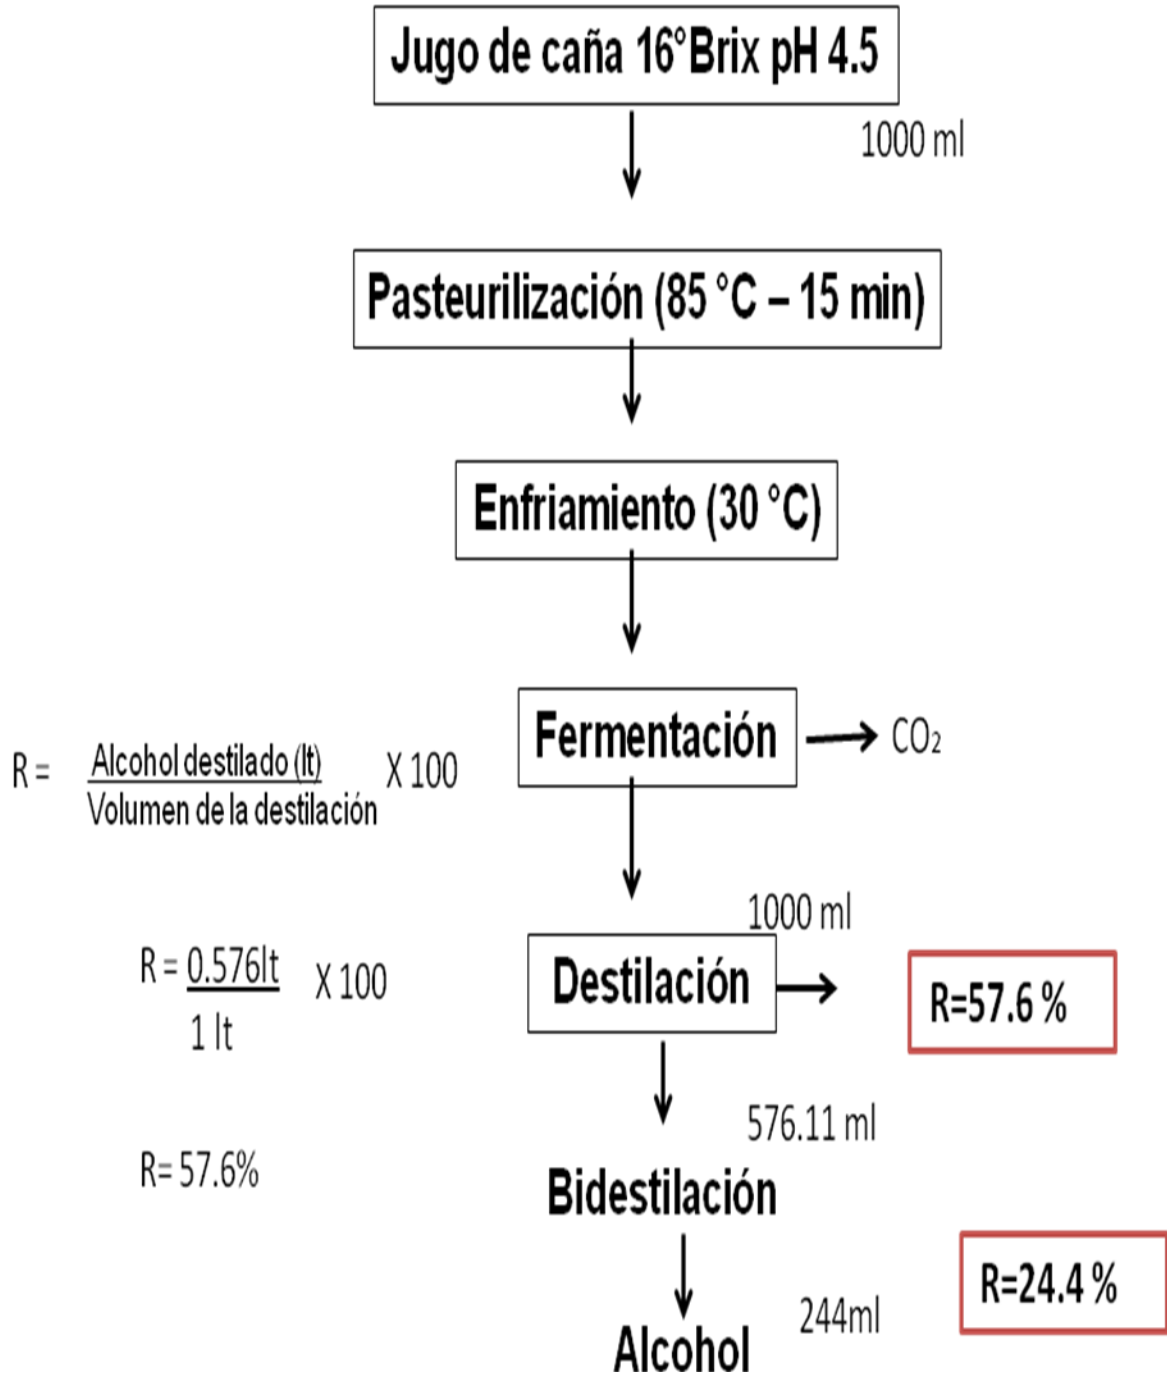 Jugo de caña 16°Brix pH 4.5
1000 ml
Pasteurilización (85 °C – 15 min)
Enfriamiento (30 °C)
Fermentación
CO₂
R = Alcohol destilado (lt) X 100
Volumen de la destilación
1000 ml
R = 0.576lt X 100
1 lt
Destilación
R=57.6 %
576.11 ml
R= 57.6%
Bidestilación
R=24.4 %
244ml
Alcohol